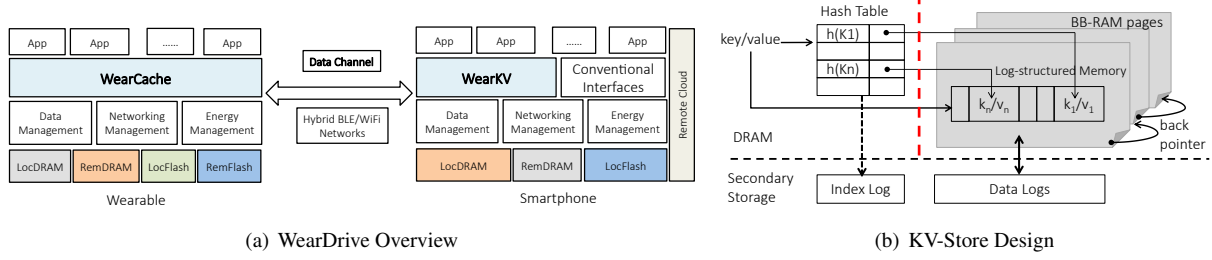 App App ...... App
WearCache
Data Management
Networking Management
Energy Management
LocDRAM RemDRAM LocFlash RemFlash
Wearable
Data Channel
Hybrid BLE/WiFi Networks
App App ...... App
WearKV
Conventional Interfaces
Data Management
Networking Management
Energy Management
LocDRAM RemDRAM LocFlash
Smartphone
Remote Cloud
(a) WearDrive Overview
Hash Table
key/value
h(K1)
h(Kn)
BB-RAM pages
Log-structured Memory
kn/vn
k1/v1
back pointer
DRAM
Secondary Storage
Index Log
Data Logs
(b) KV-Store Design